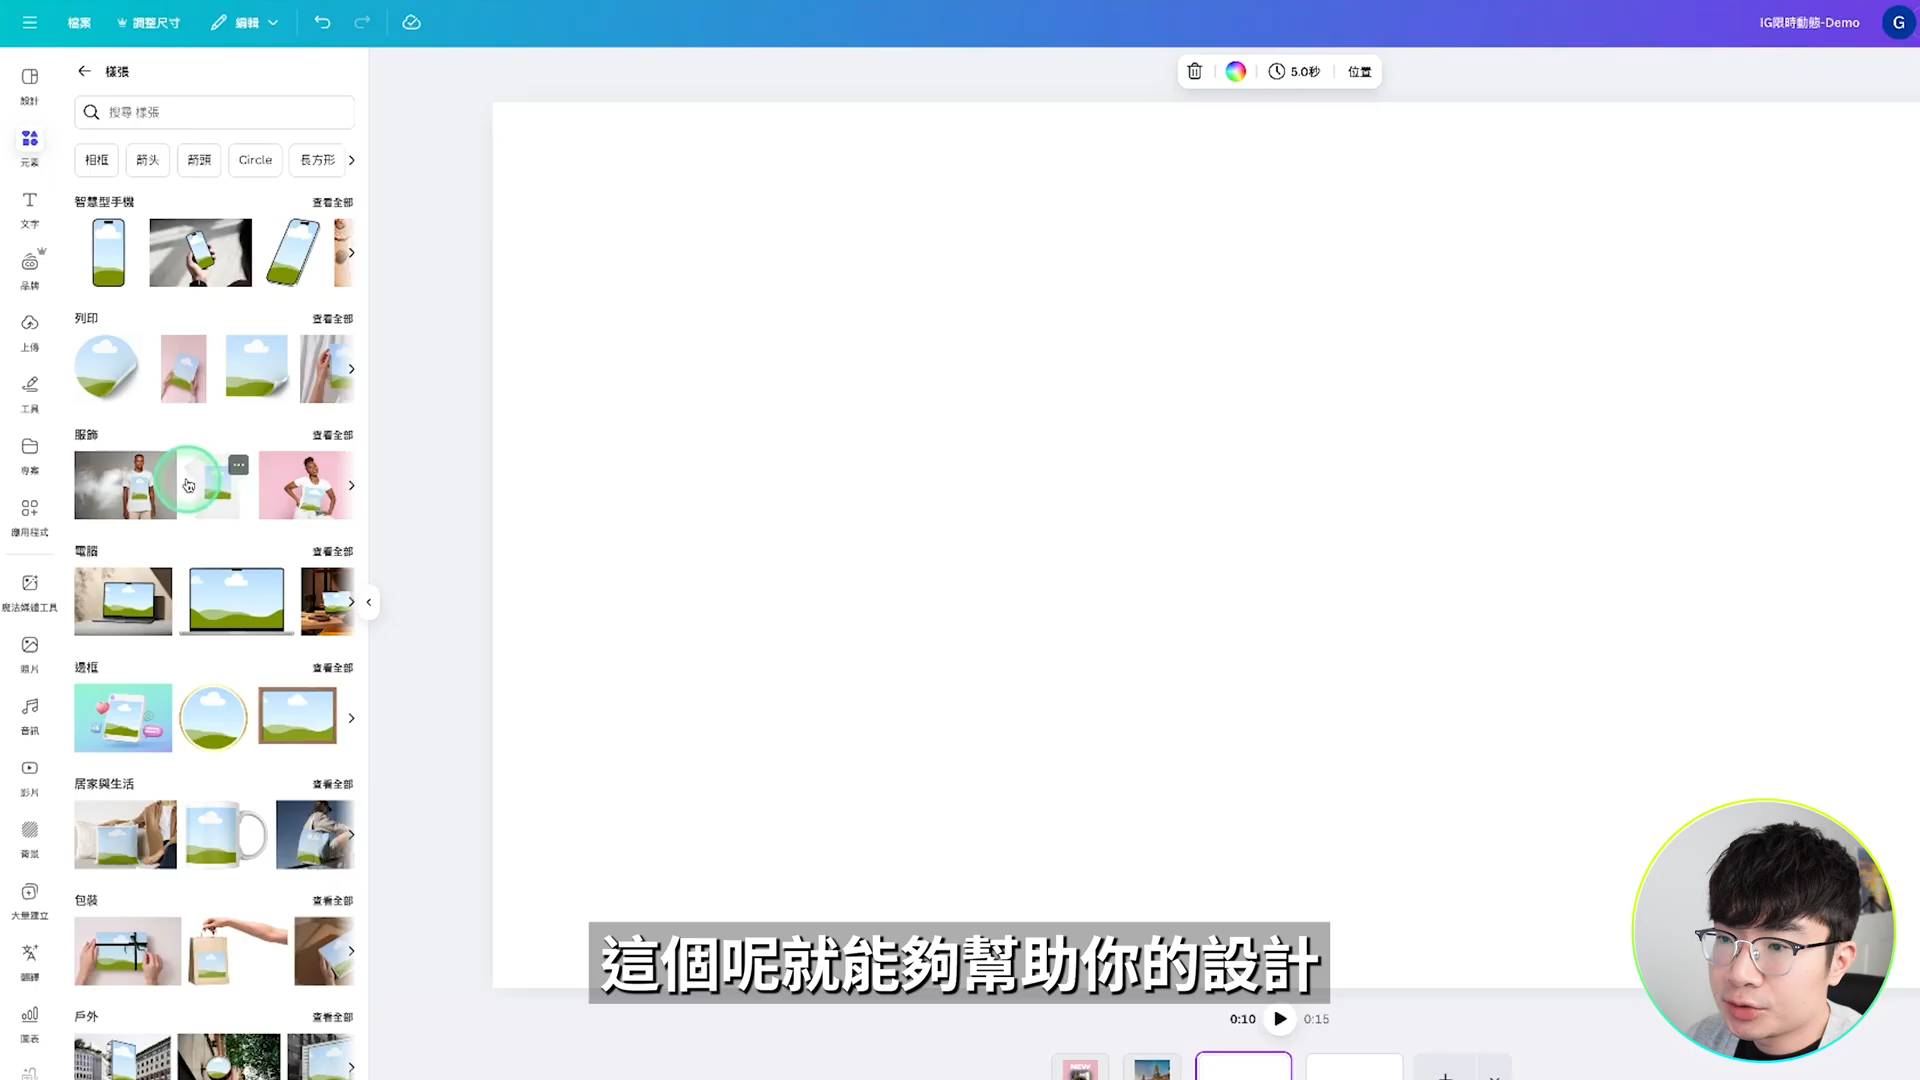 檔案
調整尺寸
編輯
IG限時動態-Demo
G
設計
元素
文字
品牌
上傳
工具
專案
應用程式
魔法媒體工具
照片
音訊
影片
背景
大量建立
翻譯
圖表
樣張
搜尋 樣張
相框
箭头
箭頭
Circle
長方形
智慧型手機
查看全部
列印
查看全部
服飾
查看全部
電腦
查看全部
邊框
查看全部
居家與生活
查看全部
包裝
查看全部
戶外
查看全部
5.0秒
位置
這個呢就能夠幫助你的設計
0:10
0:15
NEW